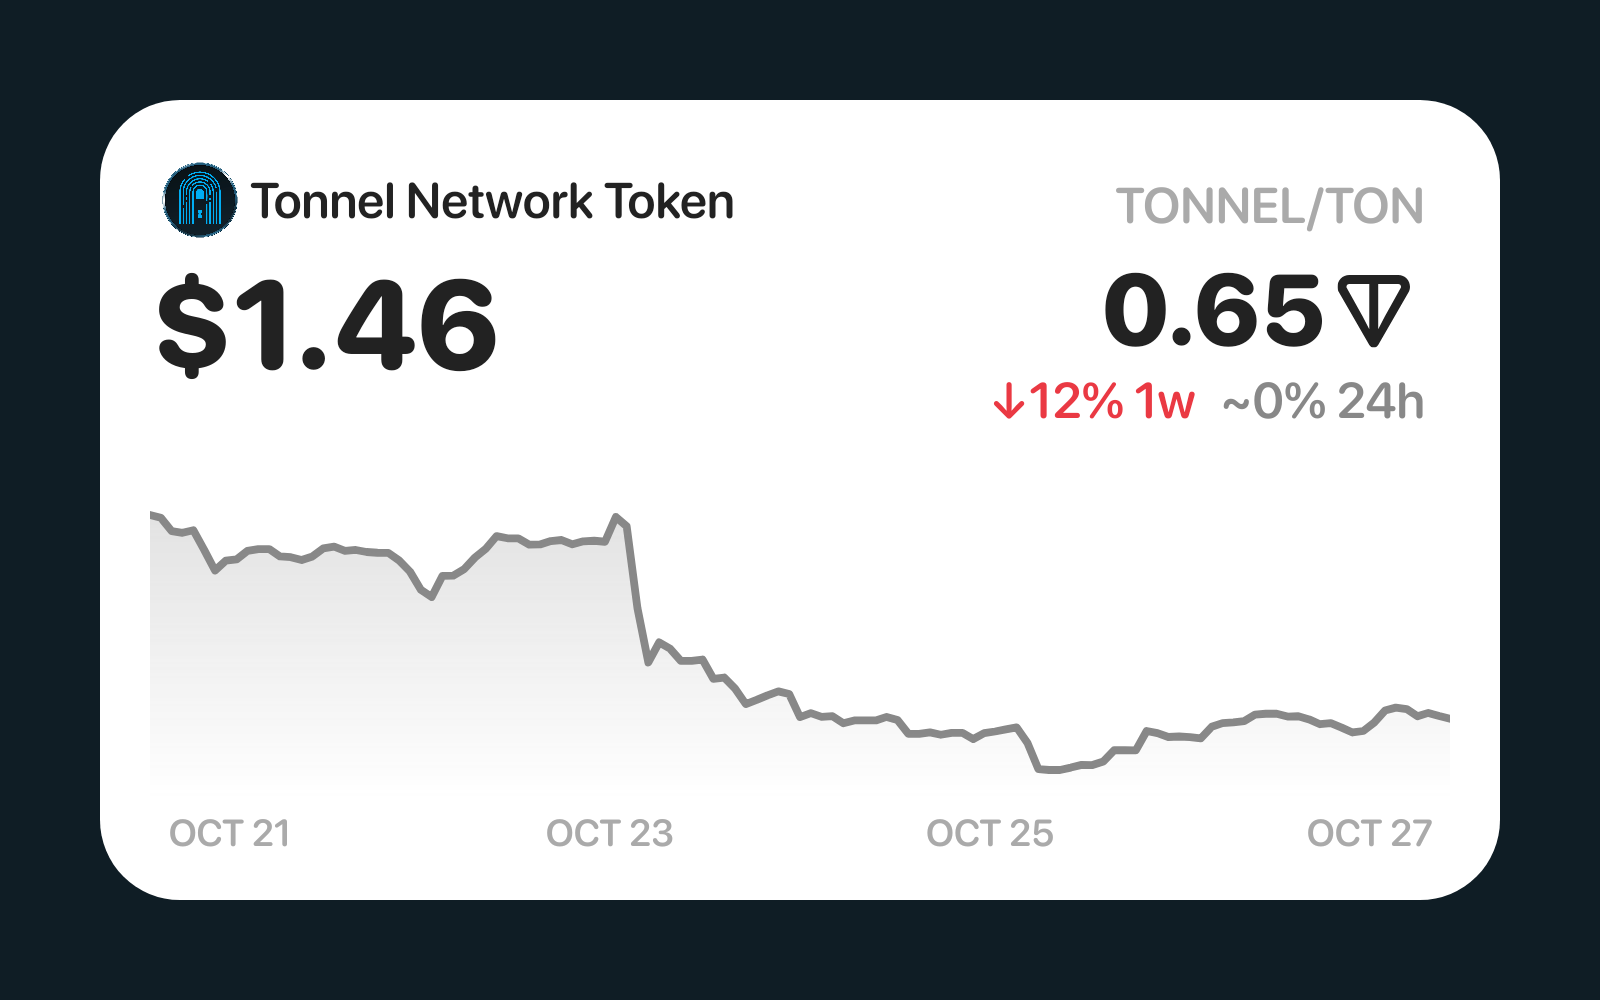 Tonnel Network Token
TONNEL/TON
$1.46
0.65
↓12% 1w ~0% 24h
OCT 21
OCT 23
OCT 25
OCT 27